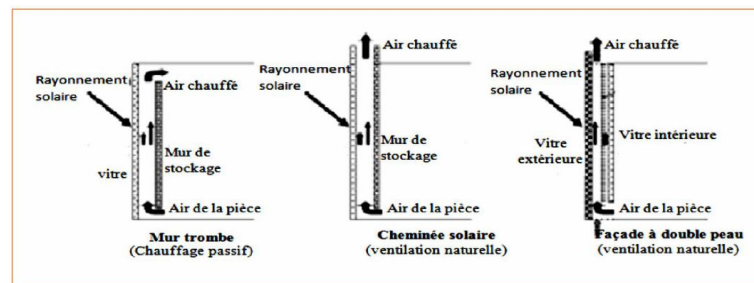 Air chauffé
Rayonnement
solaire
Air chauffé
Mur de
stockage
vitre
Air de la pièce
Mur trombe
(Chauffage passif)
Air chauffé
Rayonnement
solaire
Mur de
stockage
Air de la pièce
Cheminée solaire
(ventilation naturelle)
Air chauffé
Rayonnement
solaire
Vitre intérieure
Vitre
extérieure
Air de la pièce
Façade à double peau
(ventilation naturelle)